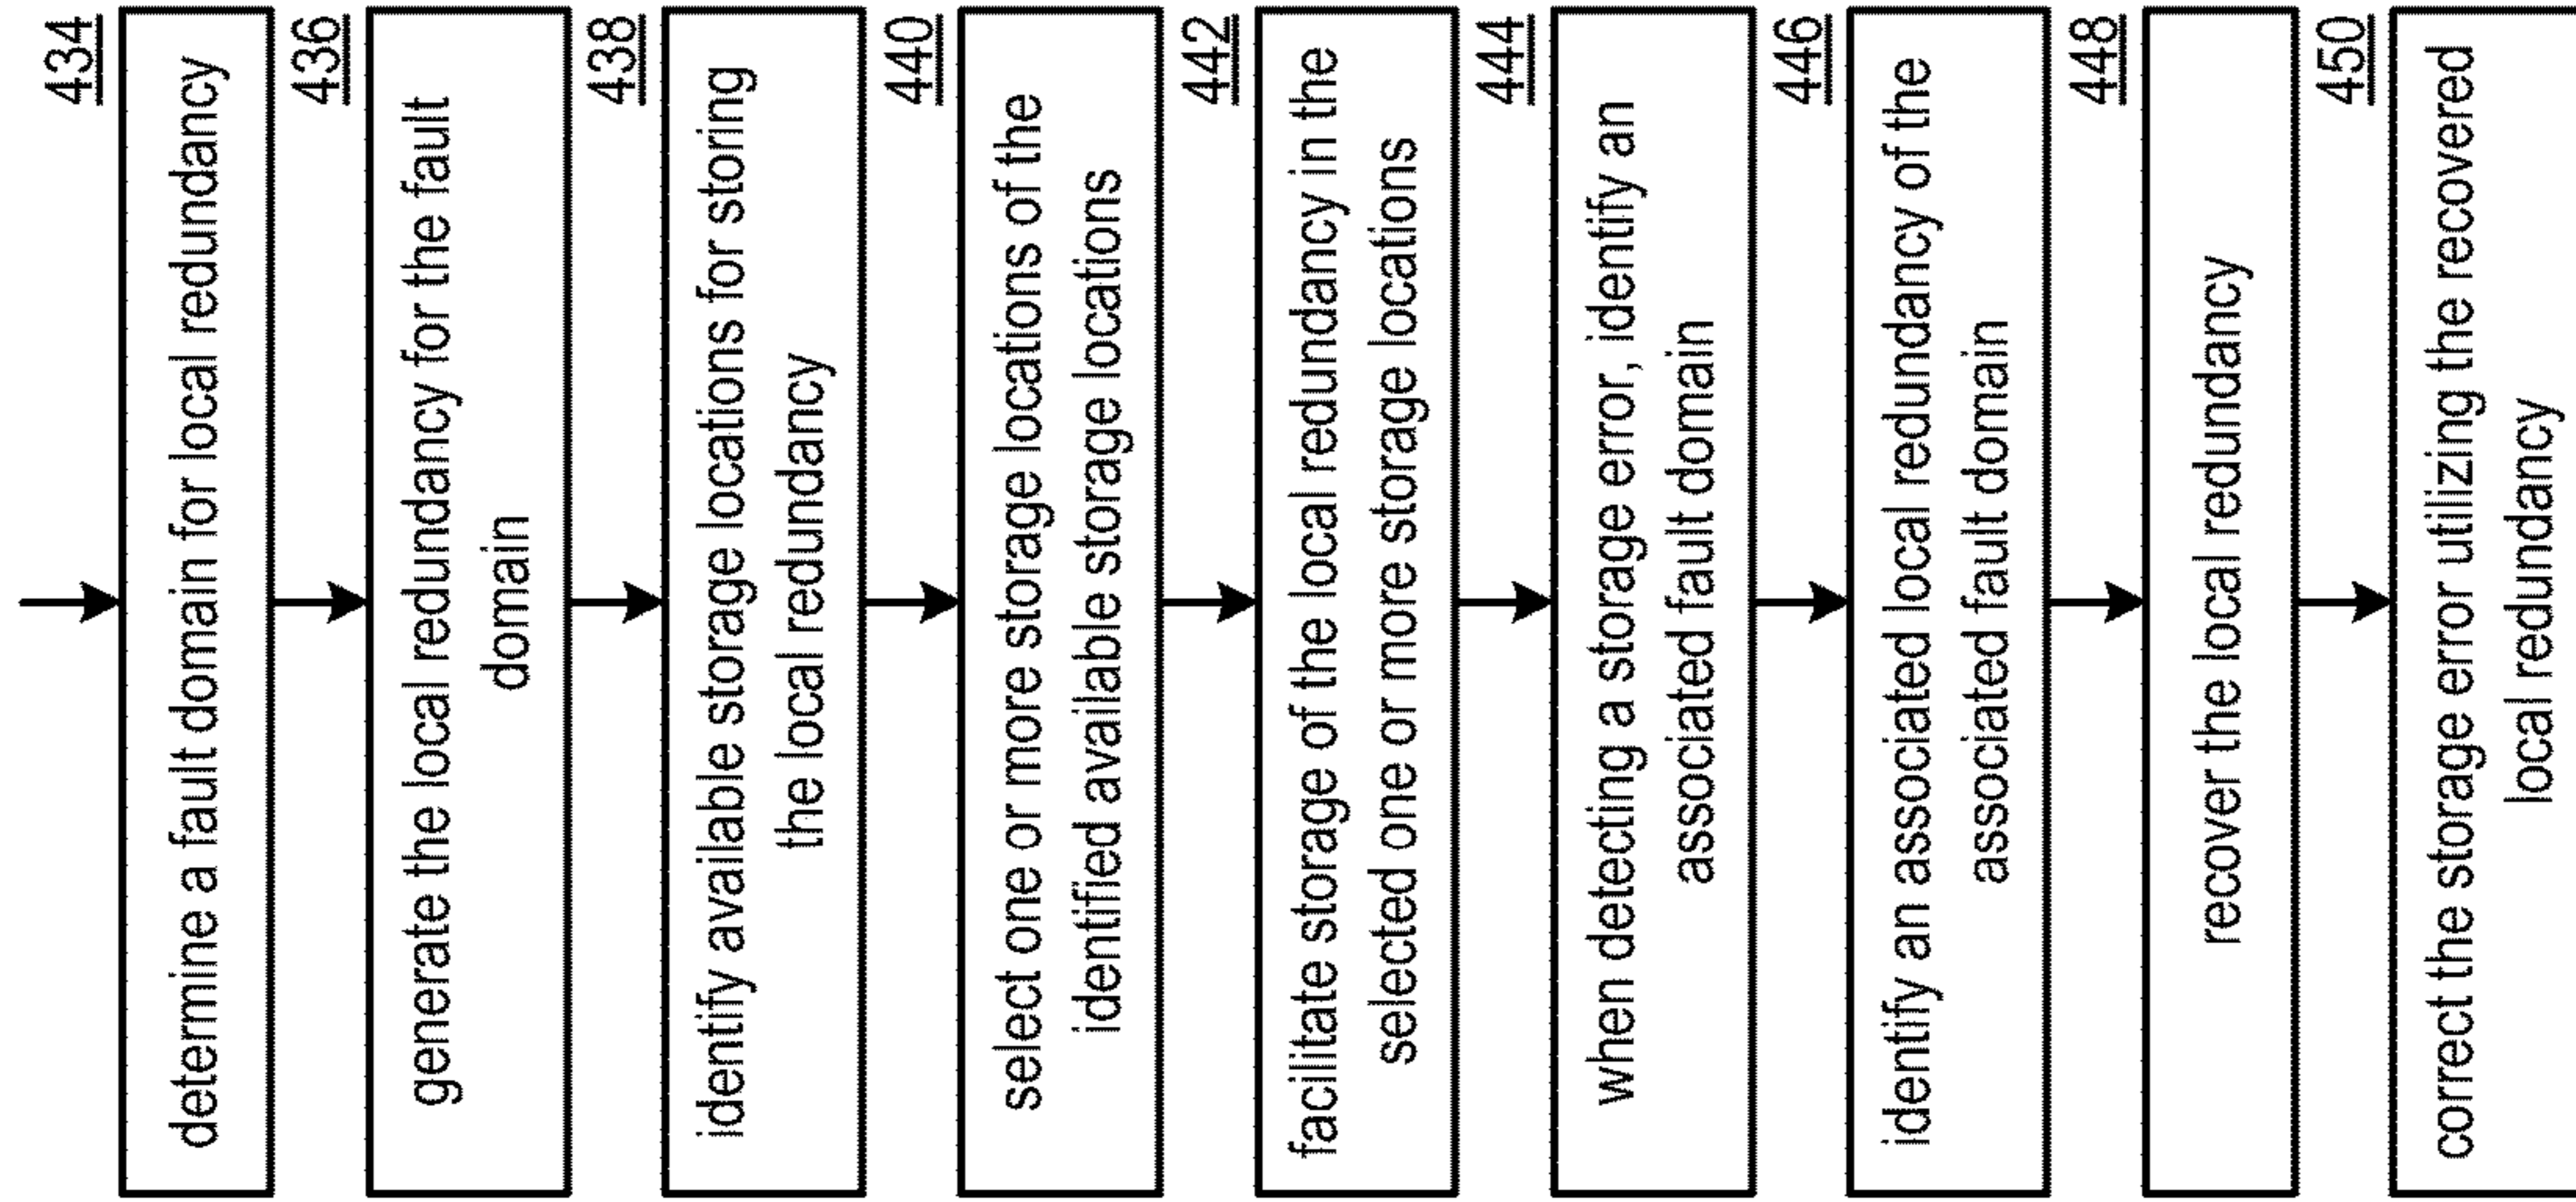 434
determine a fault domain for local redundancy
436
generate the local redundancy for the fault
domain
438
identify available storage locations for storing
the local redundancy
440
select one or more storage locations of the
identified available storage locations
442
facilitate storage of the local redundancy in the
selected one or more storage locations
444
when detecting a storage error, identify an
associated fault domain
446
identify an associated local redundancy of the
associated fault domain
448
recover the local redundancy
450
correct the storage error utilizing the recovered
local redundancy